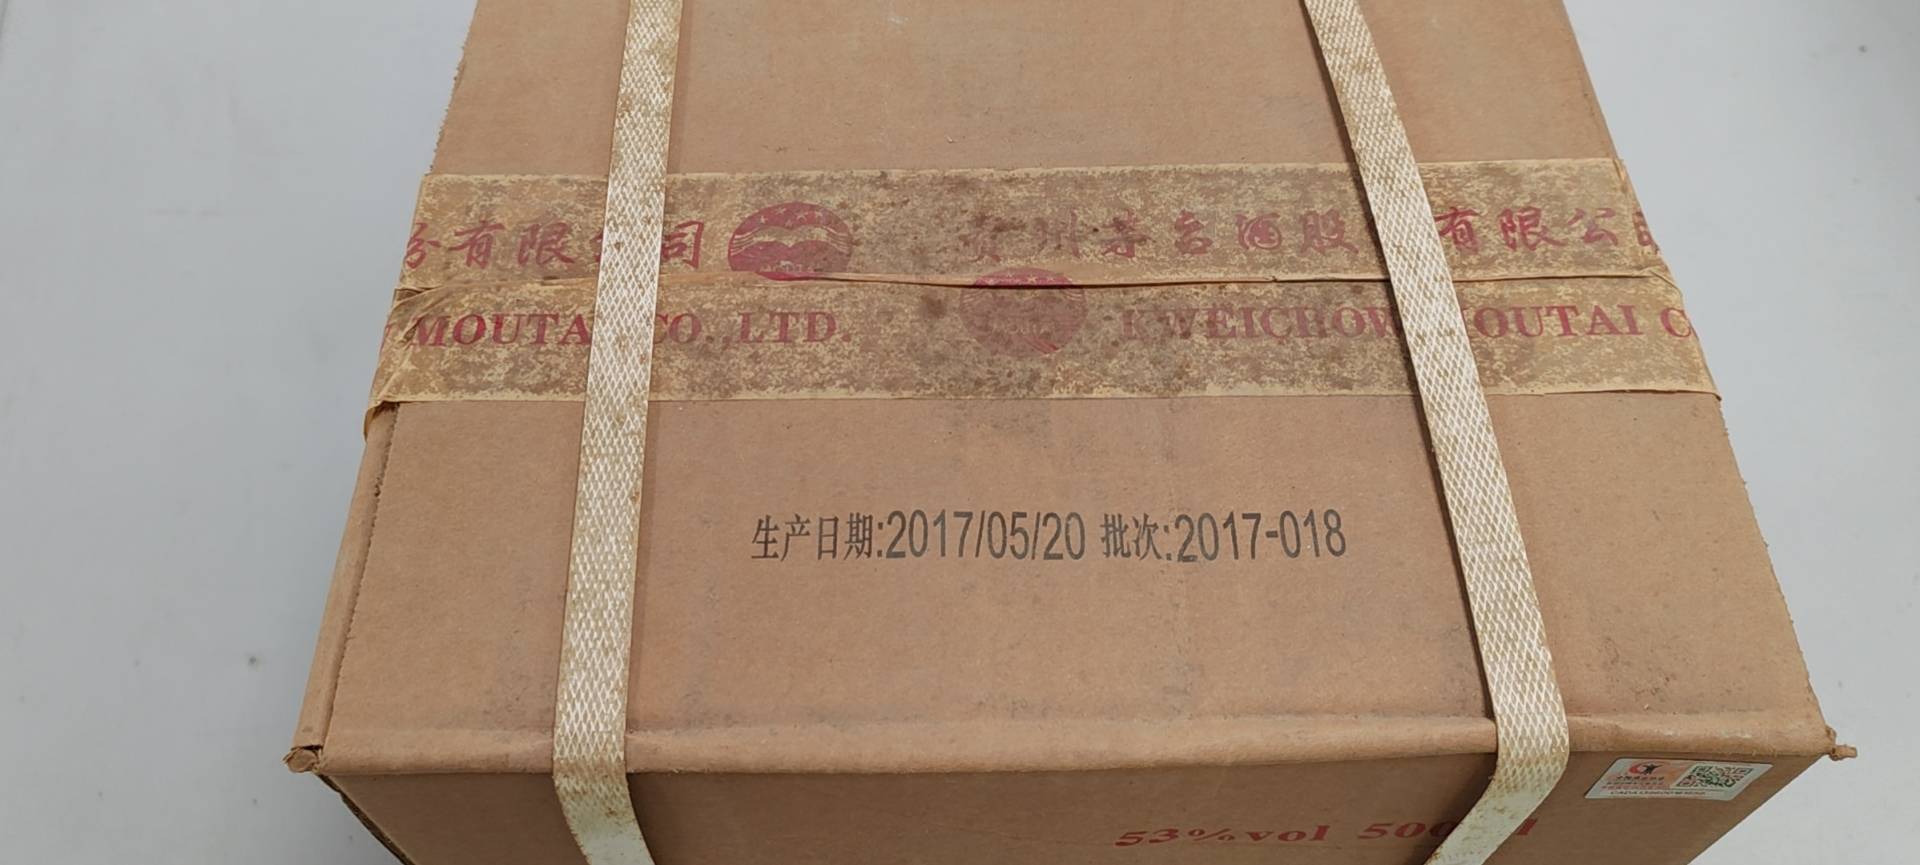 份有限公司 贵州茅台酒股份有限公司
MOUTAI CO.,LTD. KWEICHOW MOUTAI C
生产日期:2017/05/20 批次:2017-018
53%vol 500ml